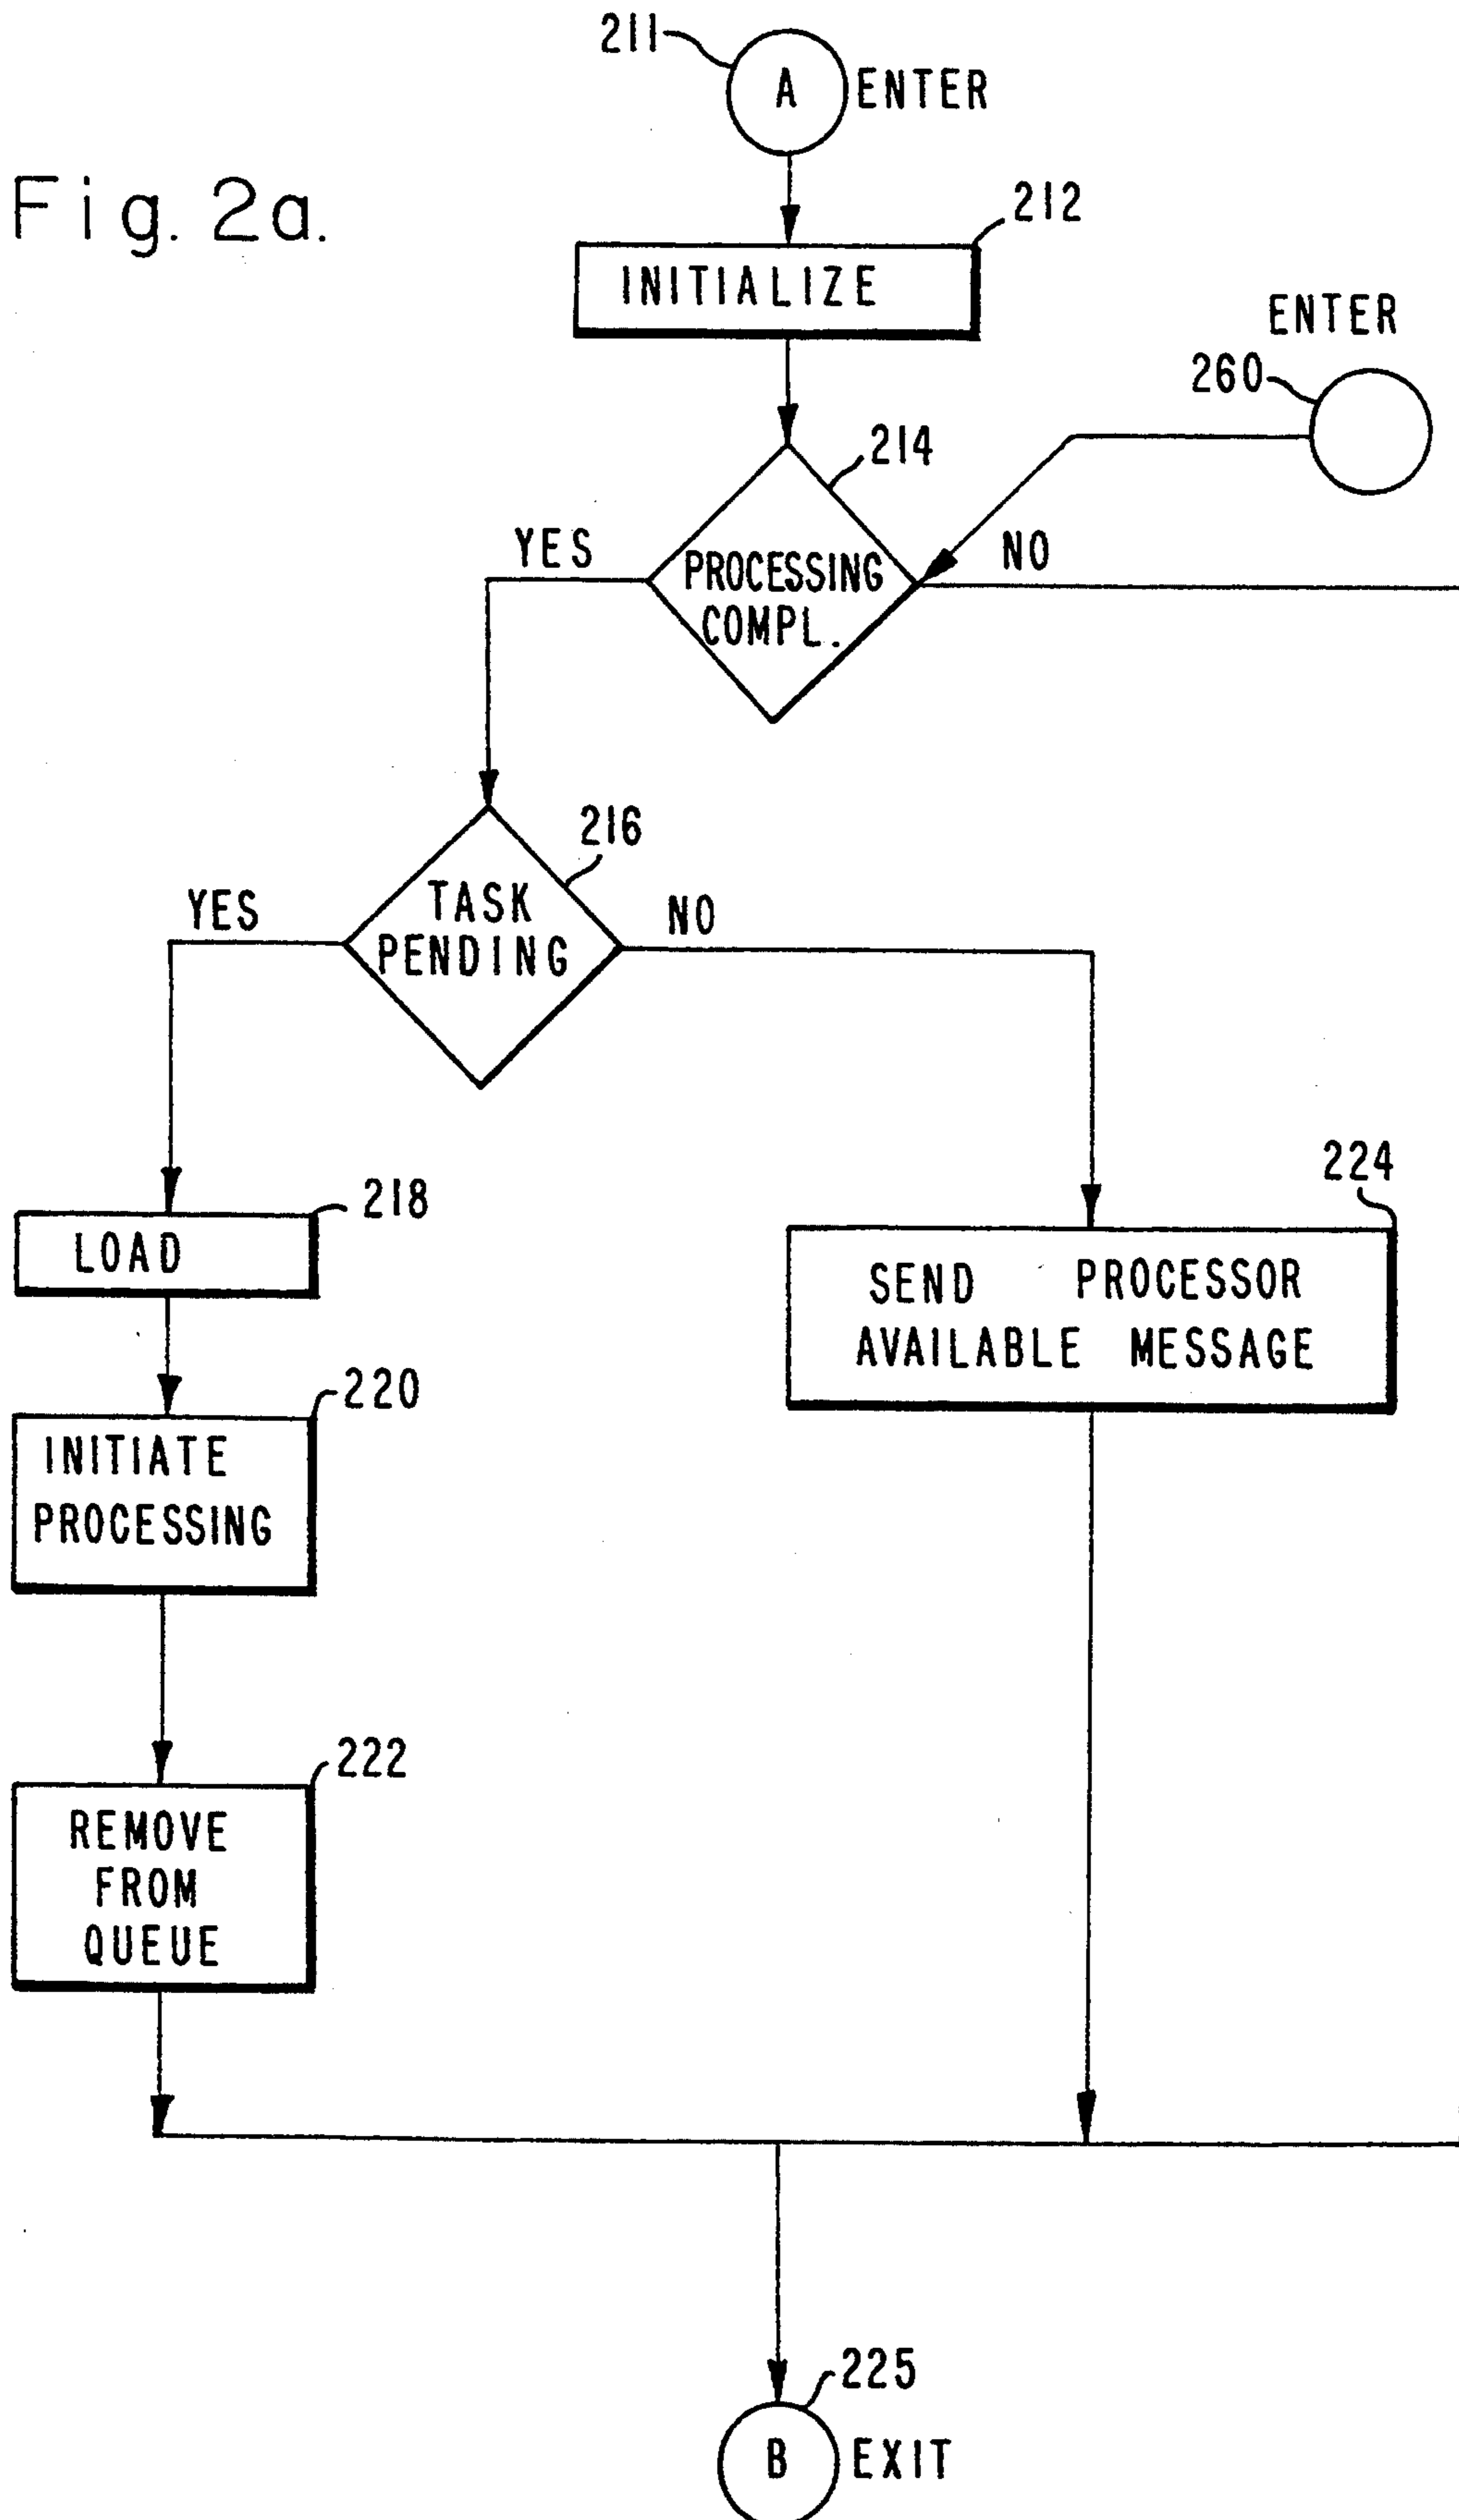 211
A ENTER
Fig. 2a.
212
INITIALIZE
ENTER
260
214
YES
NO
PROCESSING
COMPL.
216
YES
TASK
NO
PENDING
224
218
LOAD
SEND PROCESSOR
AVAILABLE MESSAGE
220
INITIATE
PROCESSING
222
REMOVE
FROM
QUEUE
225
B EXIT